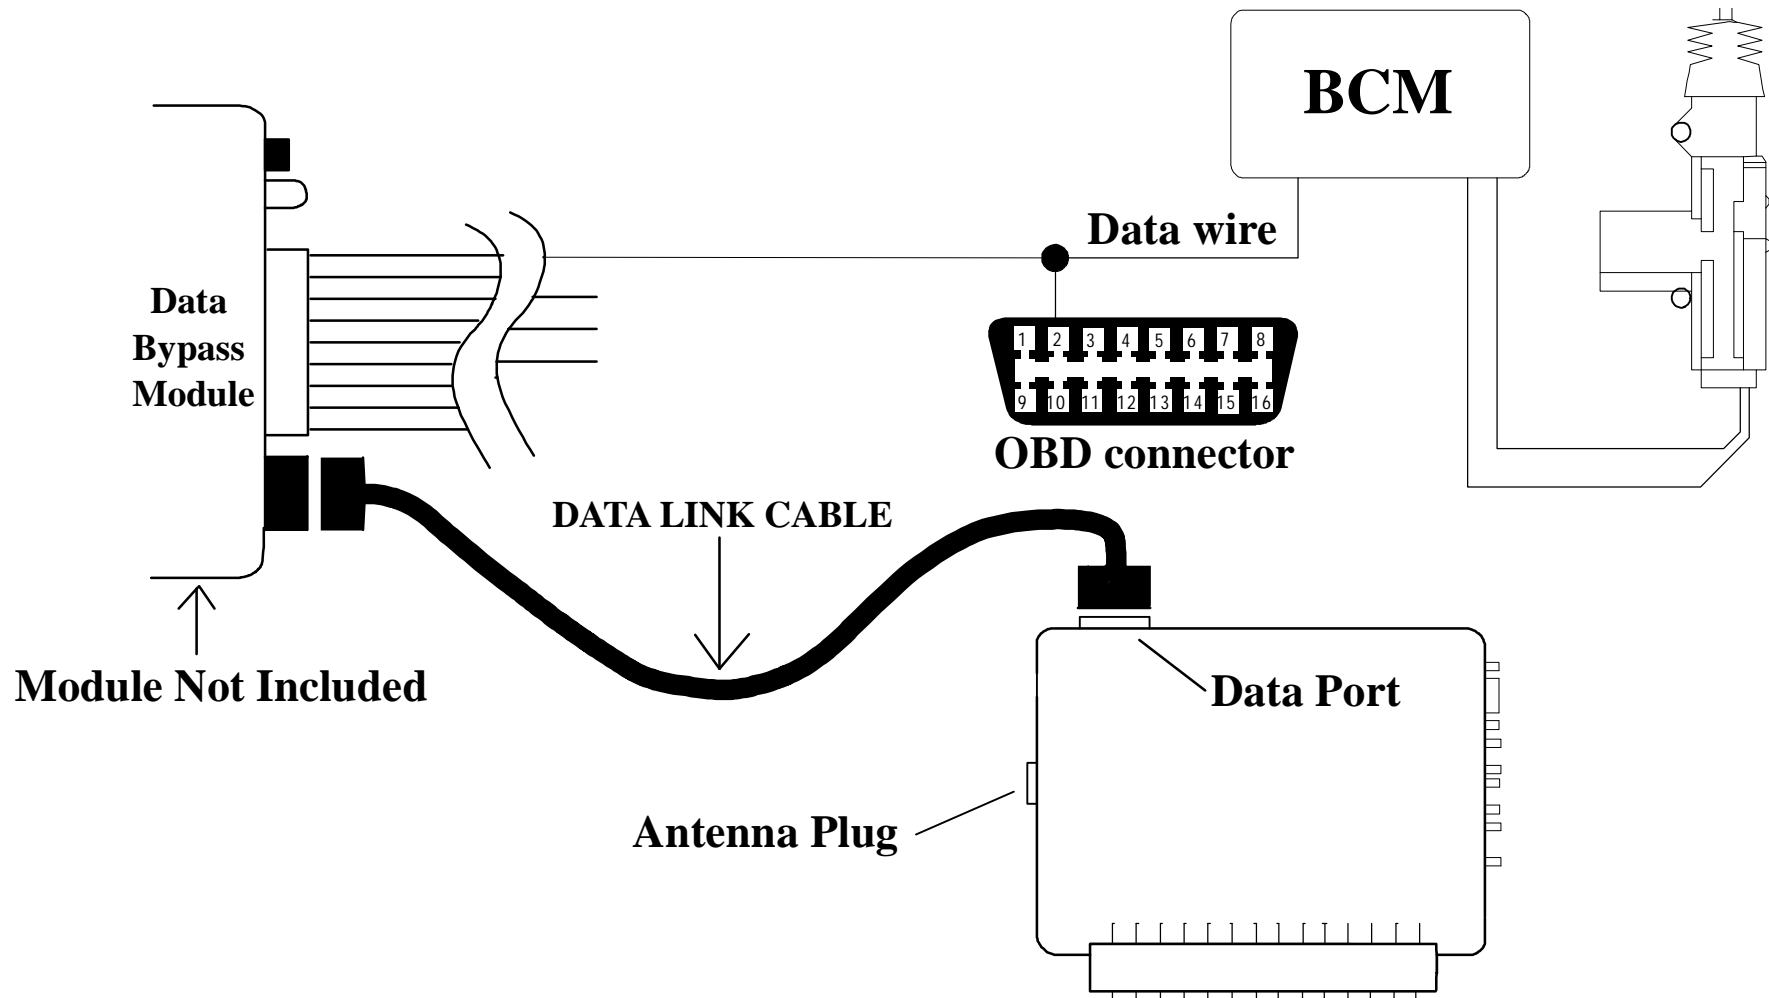 BCM
Data wire
Data
Bypass
Module
1 2 3 4 5 6 7 8
9 10 11 12 13 14 15 16
OBD connector
DATA LINK CABLE
Module Not Included
Data Port
Antenna Plug